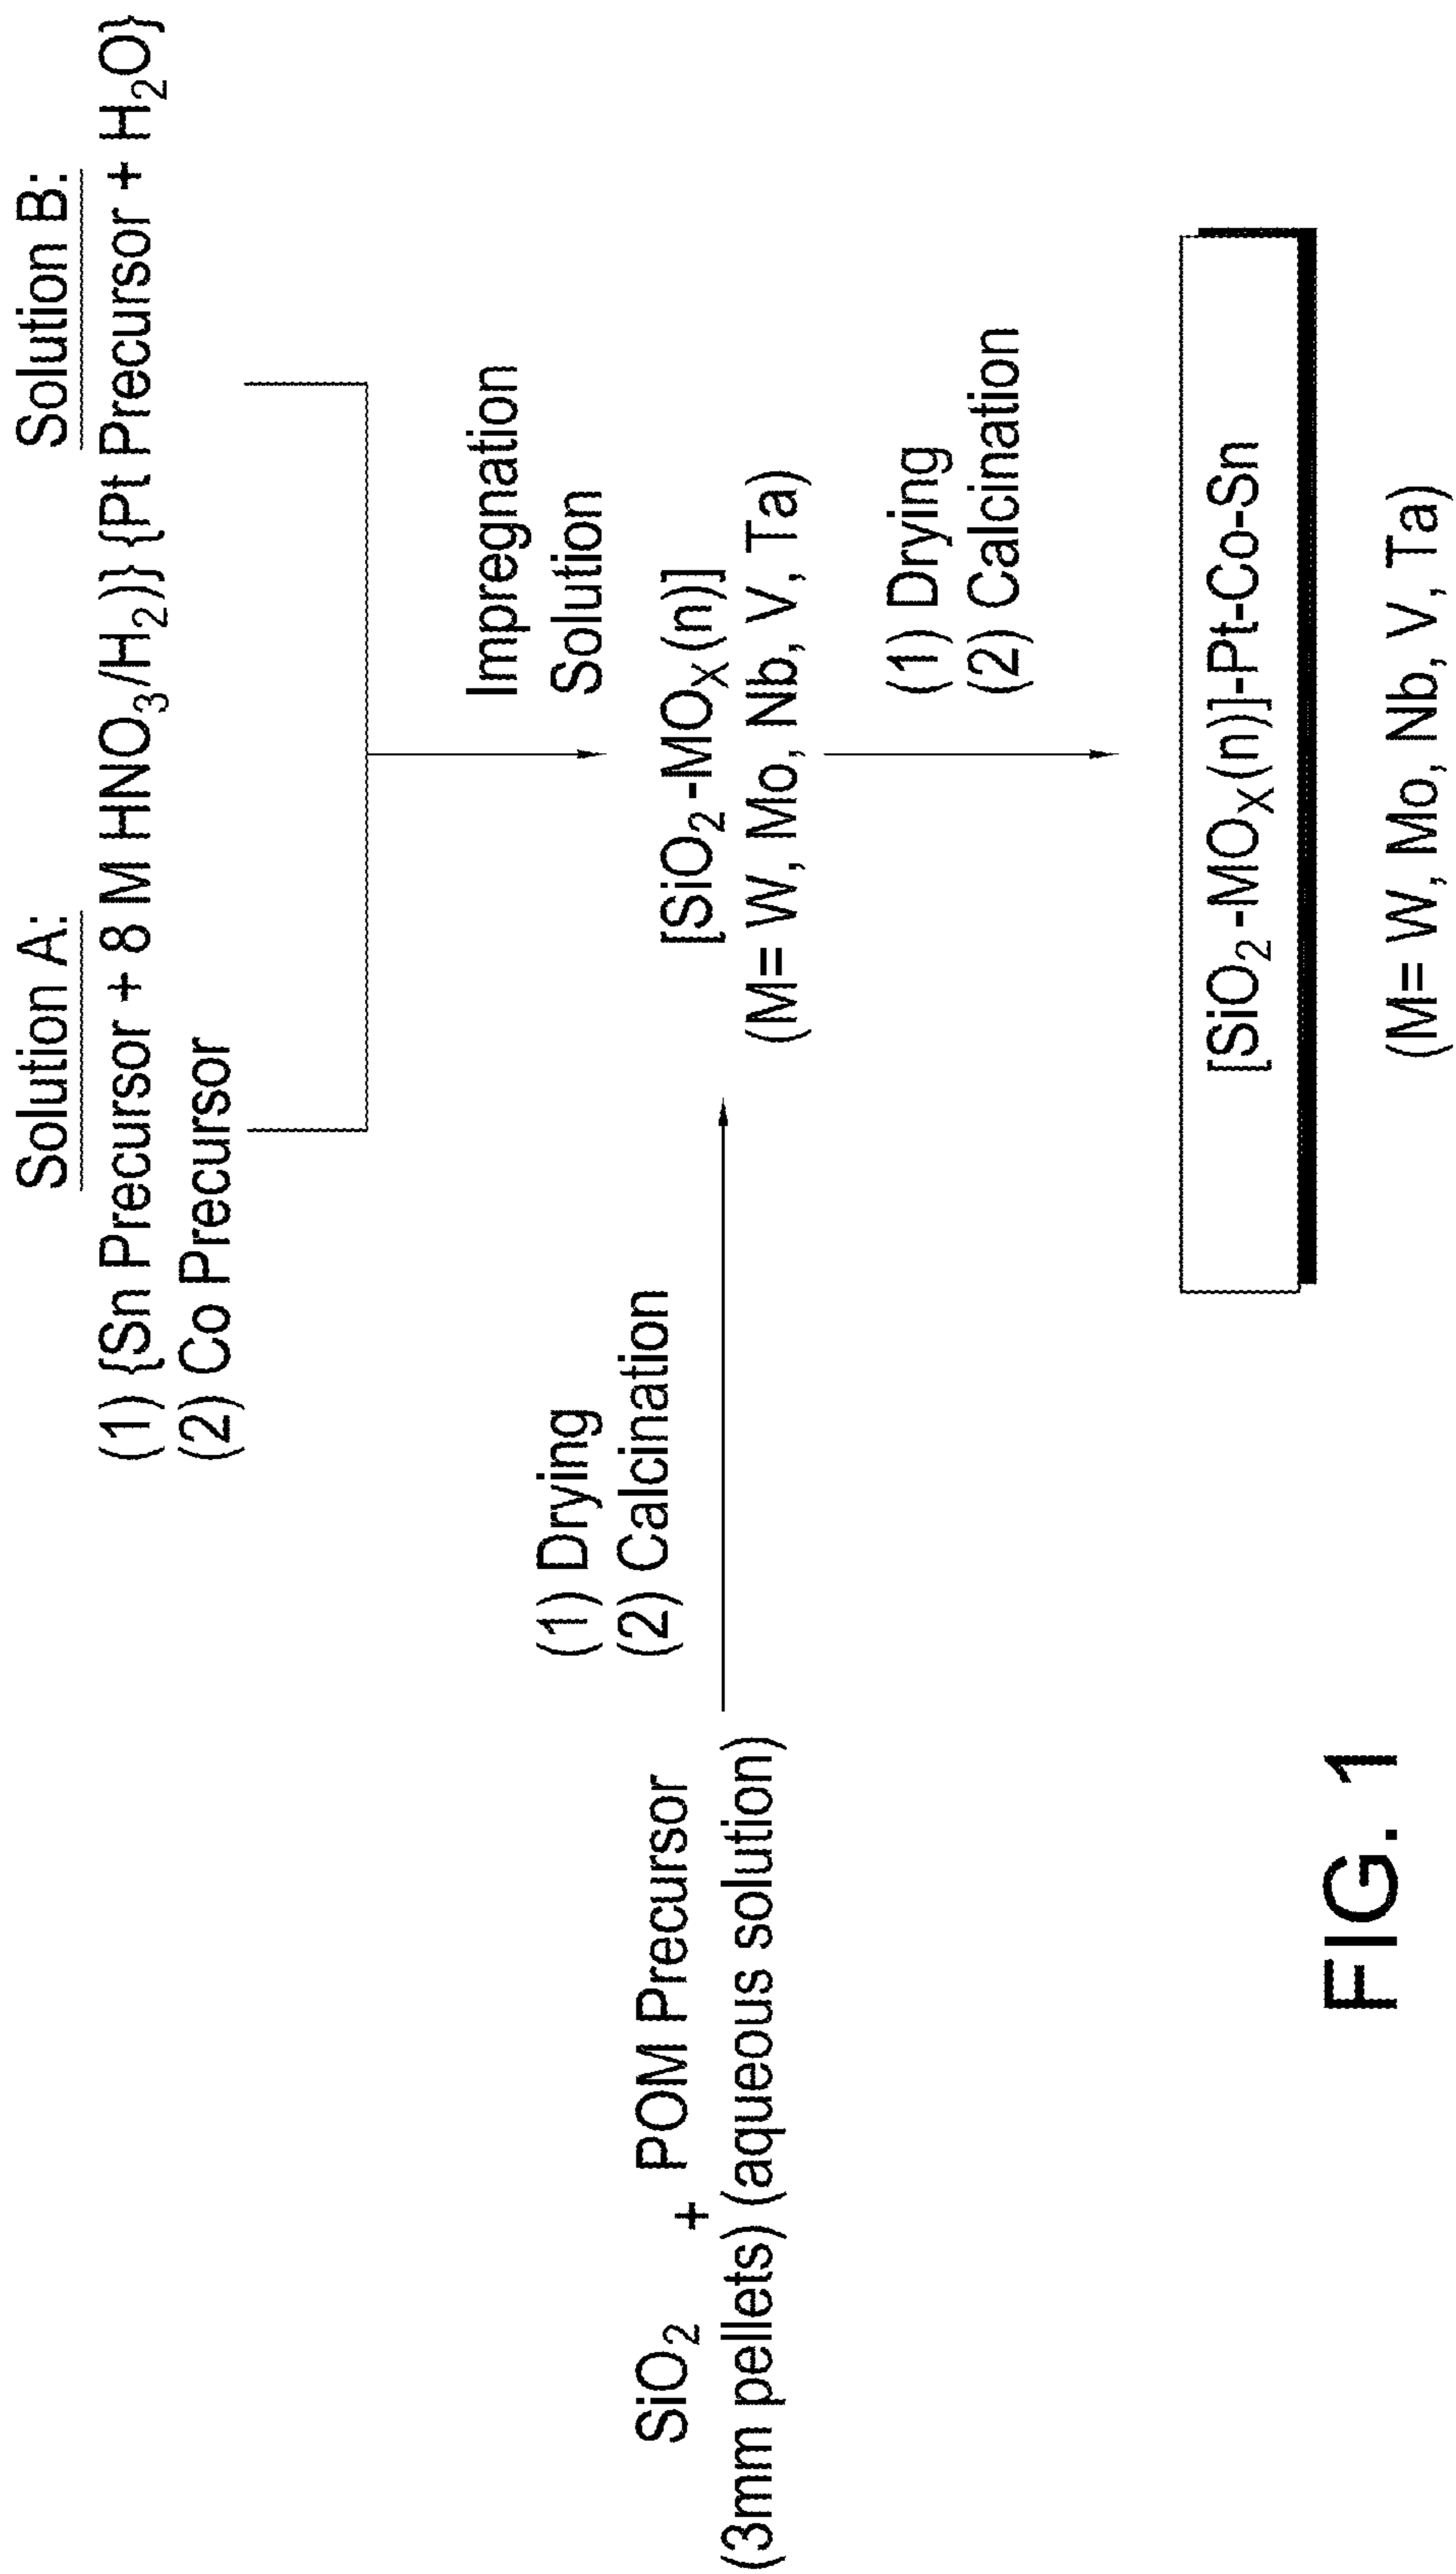 Solution A:
Solution B:
(1) {Sn Precursor + 8 M HNO₃/H₂)} {Pt Precursor + H₂O}
(2) Co Precursor
Impregnation
Solution
(1) Drying
(2) Calcination
SiO₂ + POM Precursor
(3mm pellets) (aqueous solution)
[SiO₂-MOₓ(n)]
(M= W, Mo, Nb, V, Ta)
(1) Drying
(2) Calcination
[SiO₂-MOₓ(n)]-Pt-Co-Sn
(M= W, Mo, Nb, V, Ta)
FIG. 1